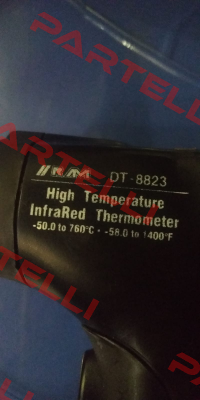 PARTELLI
DT-8823
High Temperature
InfraRed Thermometer
-50.0 to 760°C · -58.0 to 1400°F
PARTELLI
PARTELLI